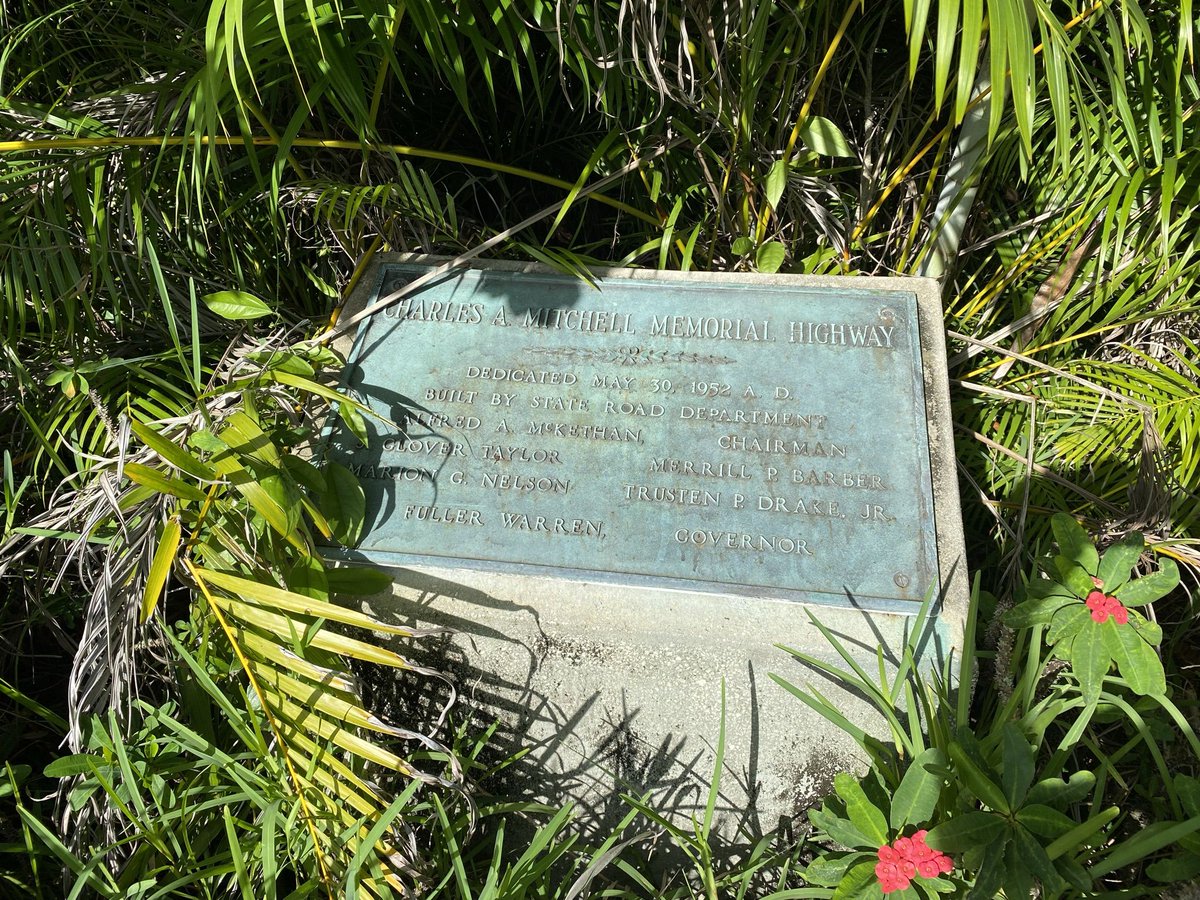 CHARLES A. MITCHELL MEMORIAL HIGHWAY
DEDICATED MAY 30, 1952 A. D.
BUILT BY STATE ROAD DEPARTMENT
ALFRED A. McKETHAN, CHAIRMAN
GLOVER TAYLOR MERRILL P. BARBER
MARION G. NELSON TRUSTEN P. DRAKE, JR.
FULLER WARREN, GOVERNOR